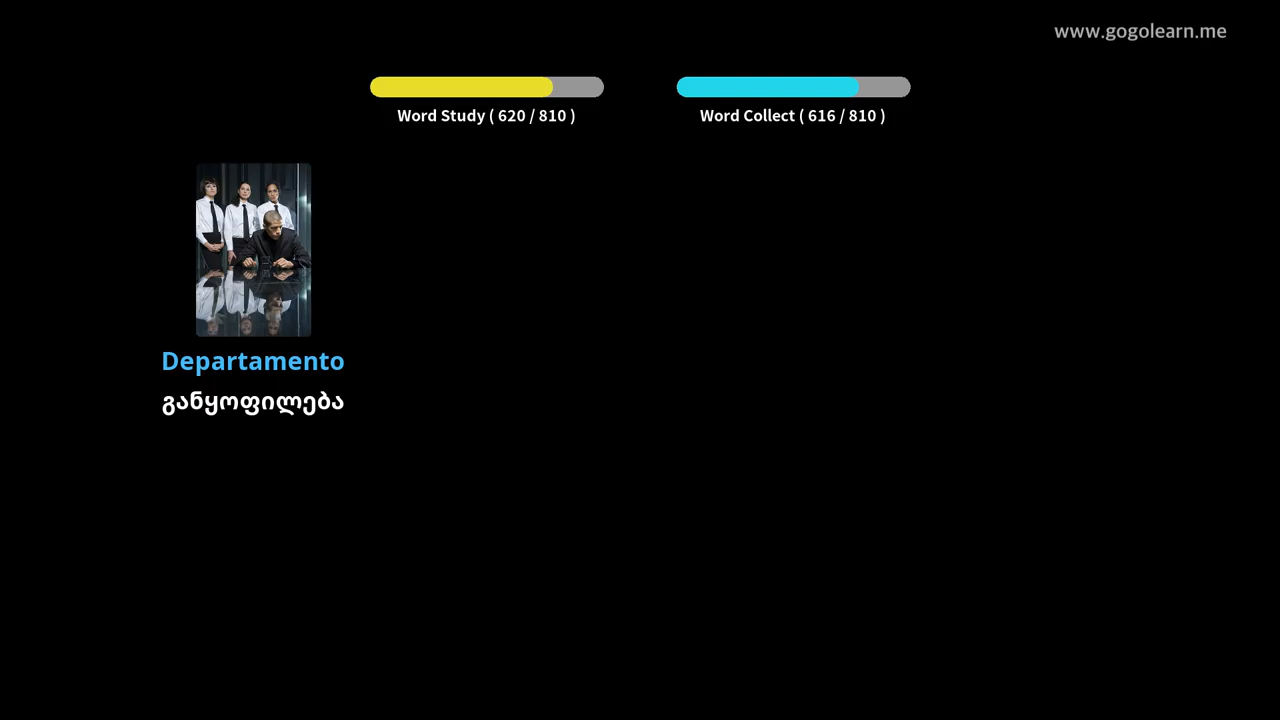 www.gogolearn.me
Word Study ( 620 / 810 )
Word Collect ( 616 / 810 )
Departamento
განყოფილება